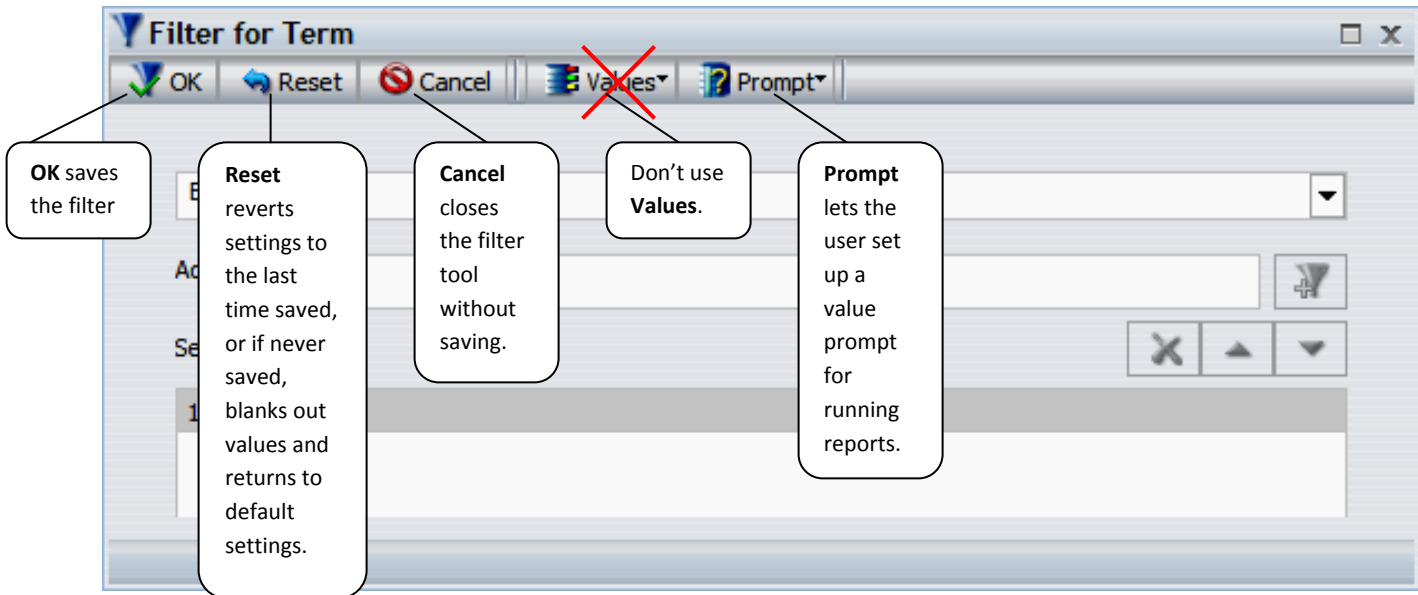 Filter for Term
OK Reset Cancel Values Prompt
OK saves
the filter
Reset
reverts
settings to
the last
time saved,
or if never
saved,
blanks out
values and
returns to
default
settings.
Cancel
closes
the filter
tool
without
saving.
Don’t use
Values.
Prompt
lets the
user set
up a
value
prompt
for
running
reports.